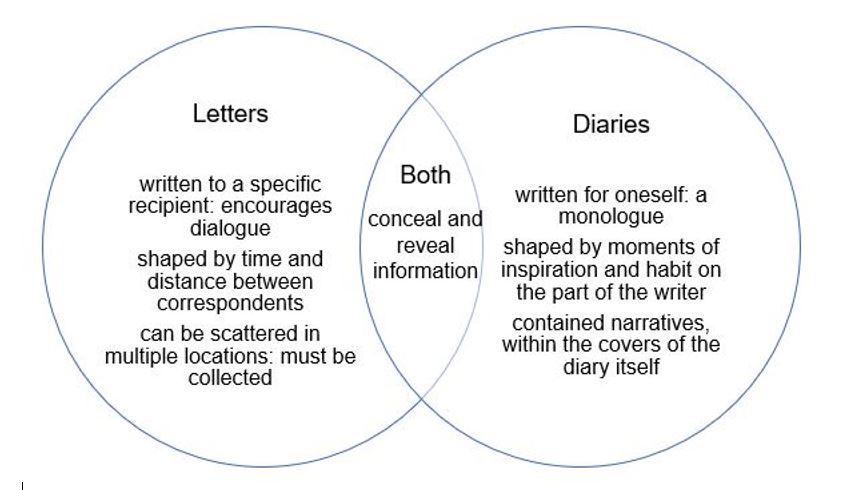 Letters
written to a specific
recipient: encourages
dialogue
shaped by time and
distance between
correspondents
can be scattered in
multiple locations: must be
collected
Both
conceal and
reveal
information
Diaries
written for oneself: a
monologue
shaped by moments of
inspiration and habit on
the part of the writer
contained narratives,
within the covers of the
diary itself